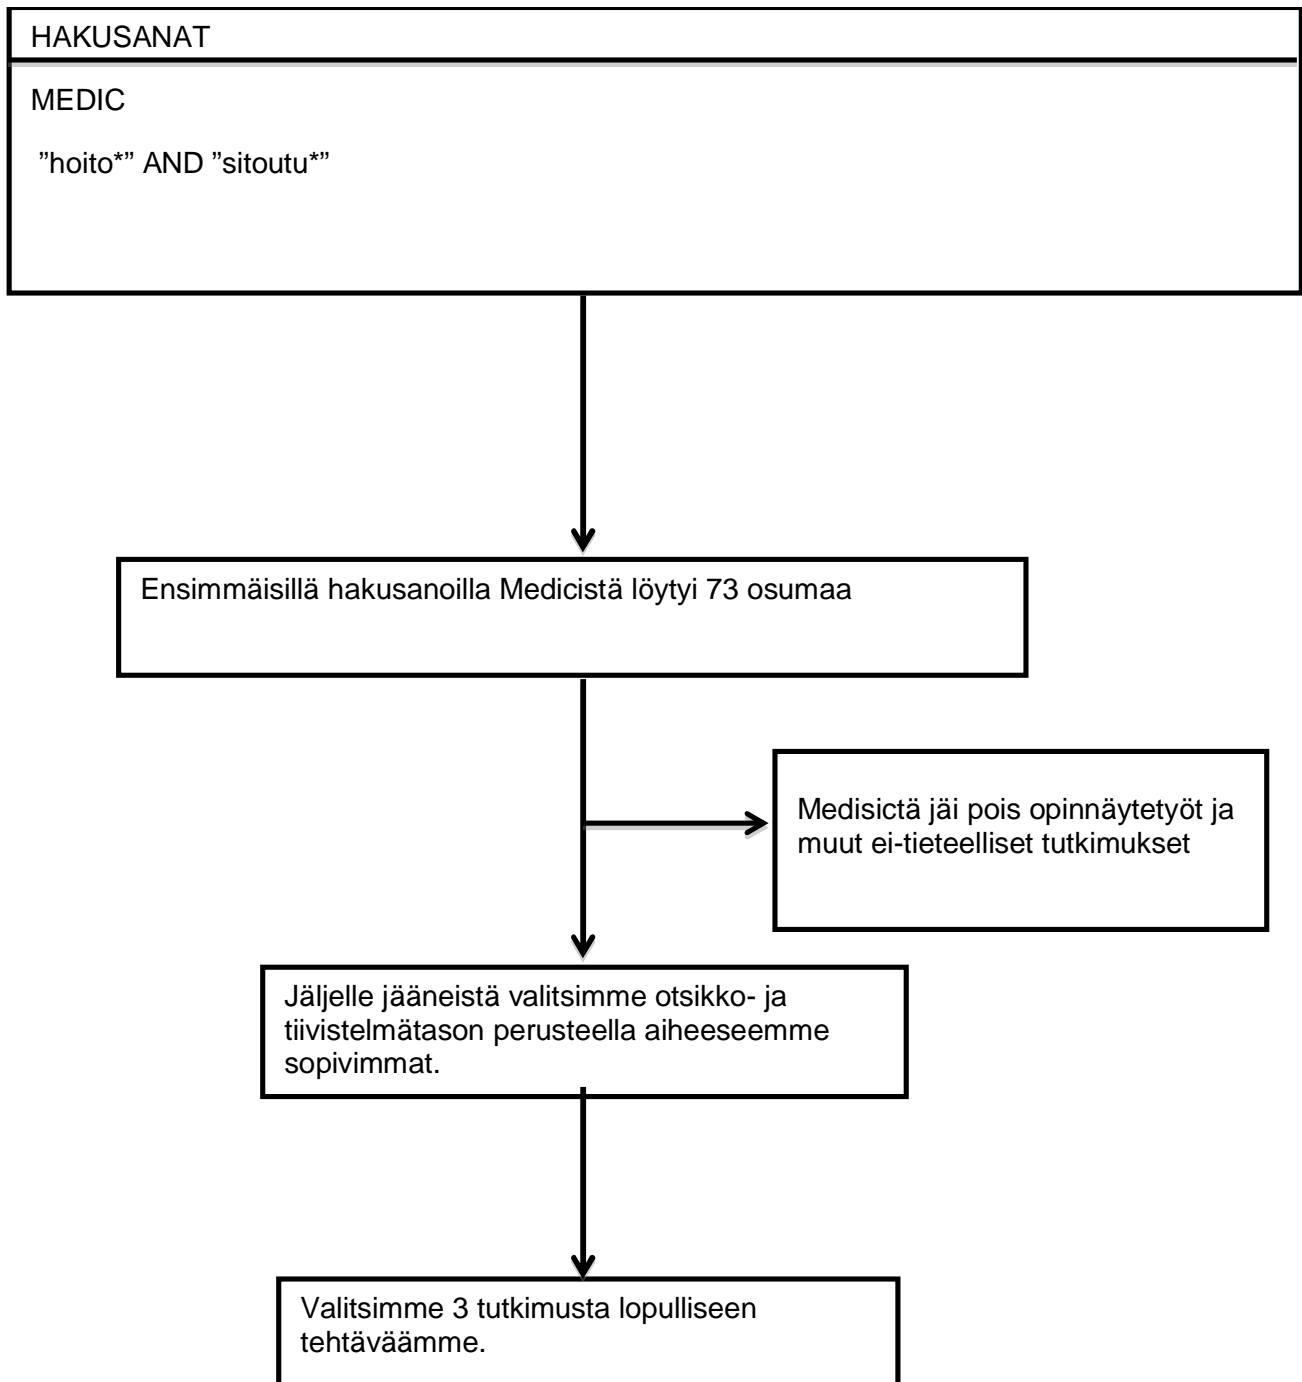 HAKUSANAT
MEDIC
”hoito*” AND ”sitoutu*”
Ensimmäisillä hakusanoilla Medicistä löytyi 73 osumaa
Medisictä jäi pois opinnäytetyöt ja
muut ei-tieteelliset tutkimukset
Jäljelle jääneistä valitsimme otsikko- ja
tiivistelmätason perusteella aiheeseemme
sopivimmat.
Valitsimme 3 tutkimusta lopulliseen
tehtäväämme.